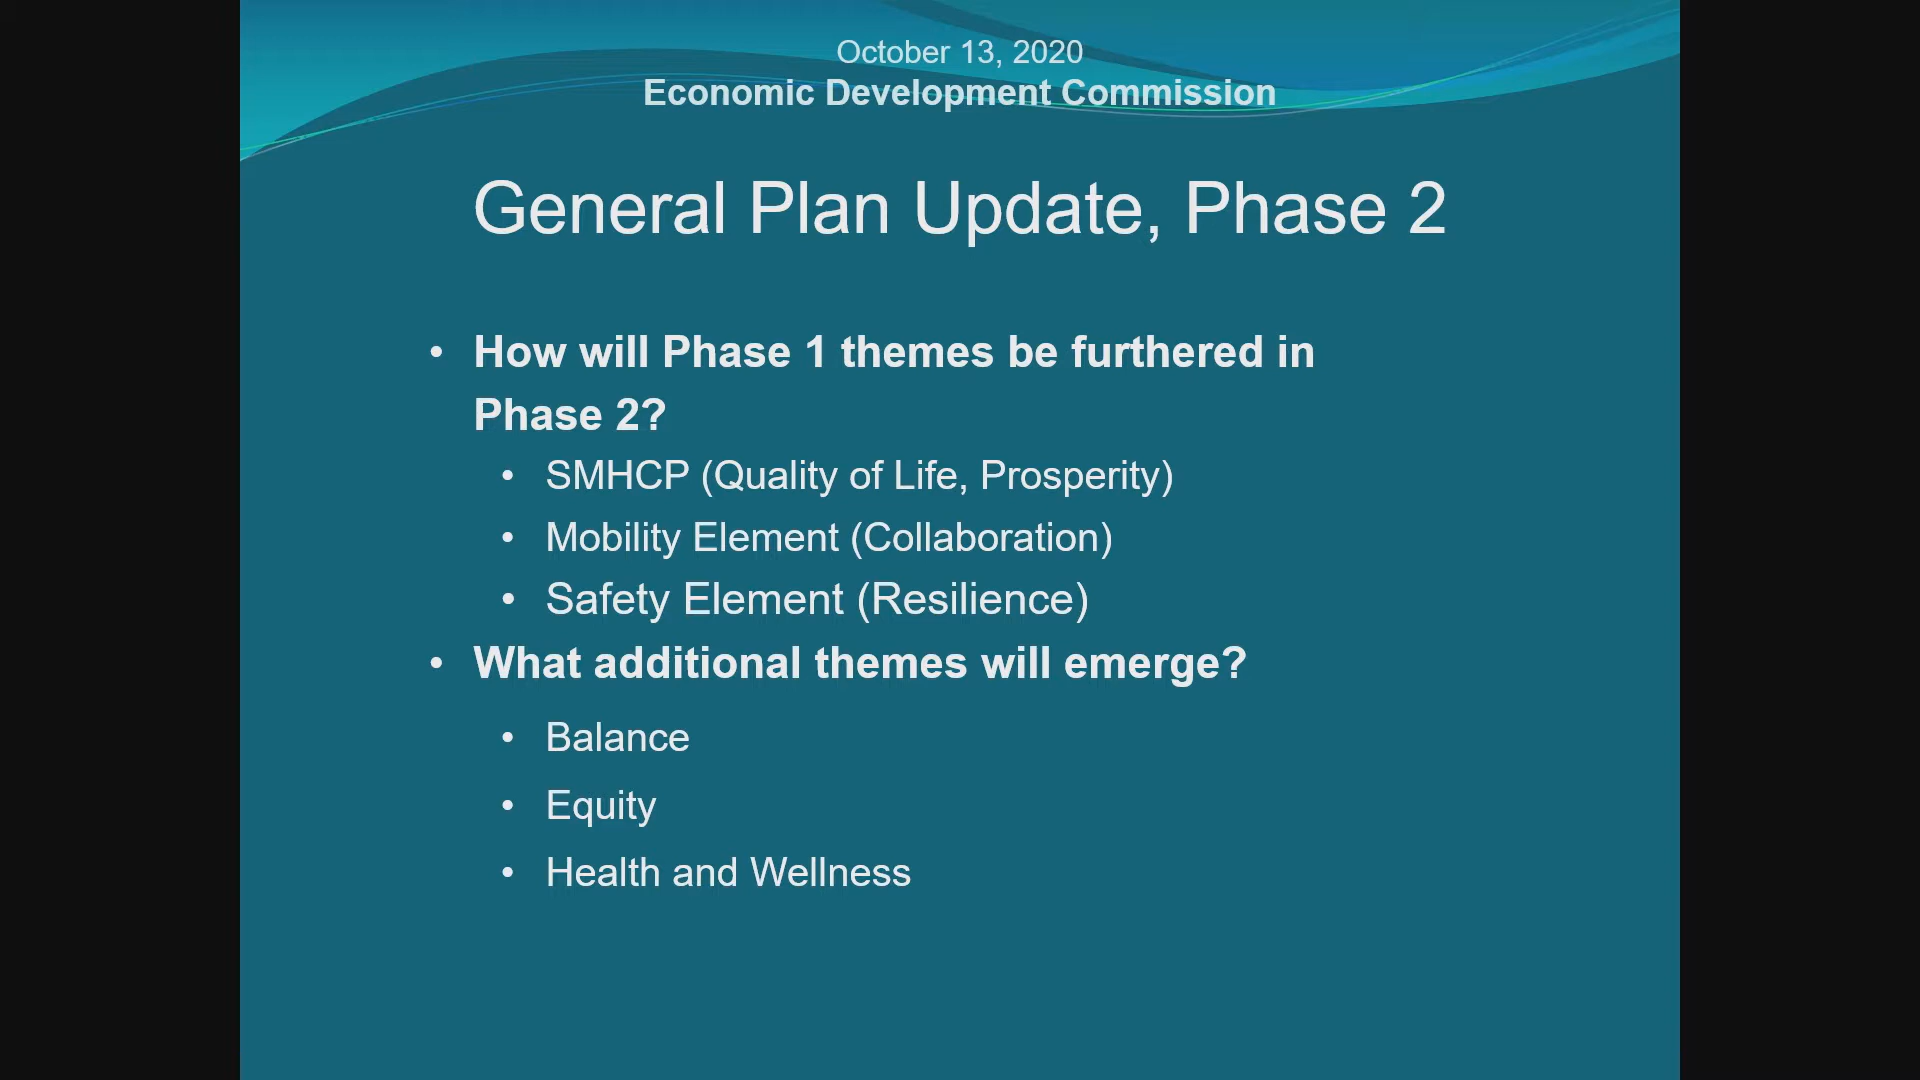 October 13, 2020
Economic Development Commission
General Plan Update, Phase 2
• How will Phase 1 themes be furthered in
Phase 2?
• SMHCP (Quality of Life, Prosperity)
• Mobility Element (Collaboration)
• Safety Element (Resilience)
• What additional themes will emerge?
• Balance
• Equity
• Health and Wellness